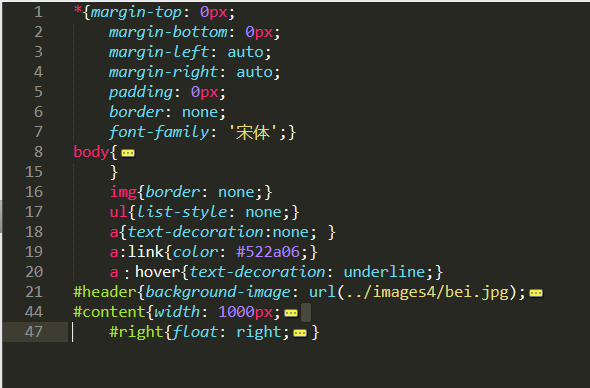 1 *{margin-top: 0px;
2 margin-bottom: 0px;
3 margin-left: auto;
4 margin-right: auto;
5 padding: 0px;
6 border: none;
7 font-family: '宋体';}
8 body{
15 }
16 img{border: none;}
17 ul{list-style: none;}
18 a{text-decoration:none; }
19 a:link{color: #522a06;}
20 a：hover{text-decoration: underline;}
21 #header{background-image: url(../images4/bei.jpg);
44 #content{width: 1000px;
47 #right{float: right; }